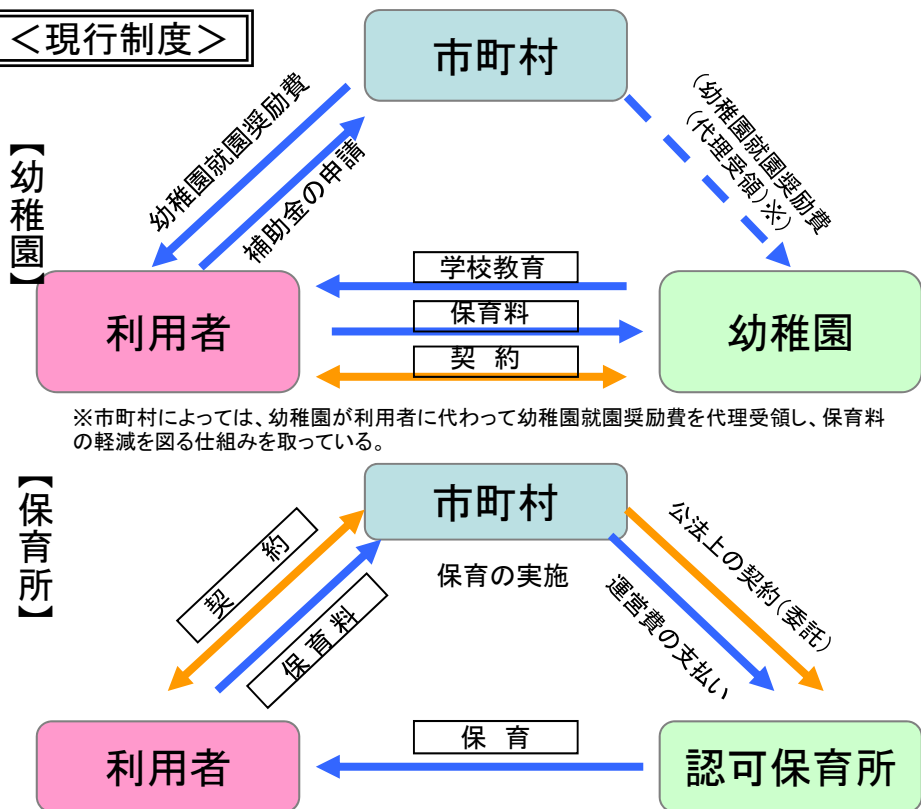 ＜現行制度＞
市町村
【幼稚園】
幼稚園就園奨励費
補助金の申請
(幼稚園就園奨励費
(代理受領)※)
学校教育
保育料
契 約
利用者
幼稚園
※市町村によっては、幼稚園が利用者に代わって幼稚園就園奨励費を代理受領し、保育料
の軽減を図る仕組みを取っている。
【保育所】
市町村
保育の実施
契 約
保育料
公法上の契約(委託)
運営費の支払い
保 育
利用者
認可保育所